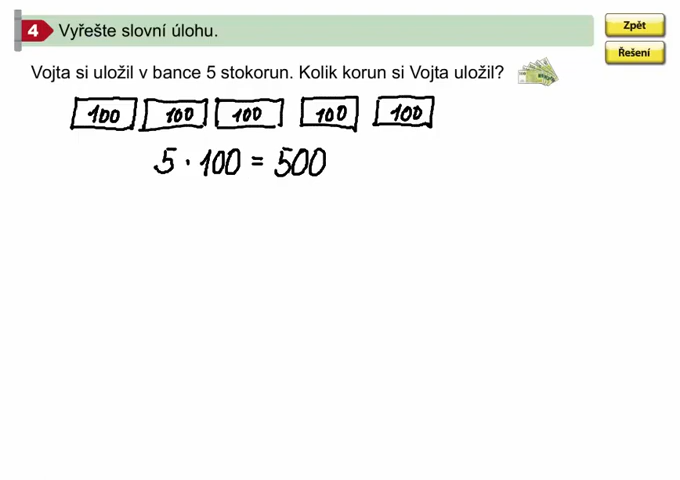 4 Vyřešte slovní úlohu.
Zpět
Řešení
Vojta si uložil v bance 5 stokorun. Kolik korun si Vojta uložil?
100 100 100 100 100
5 · 100 = 500